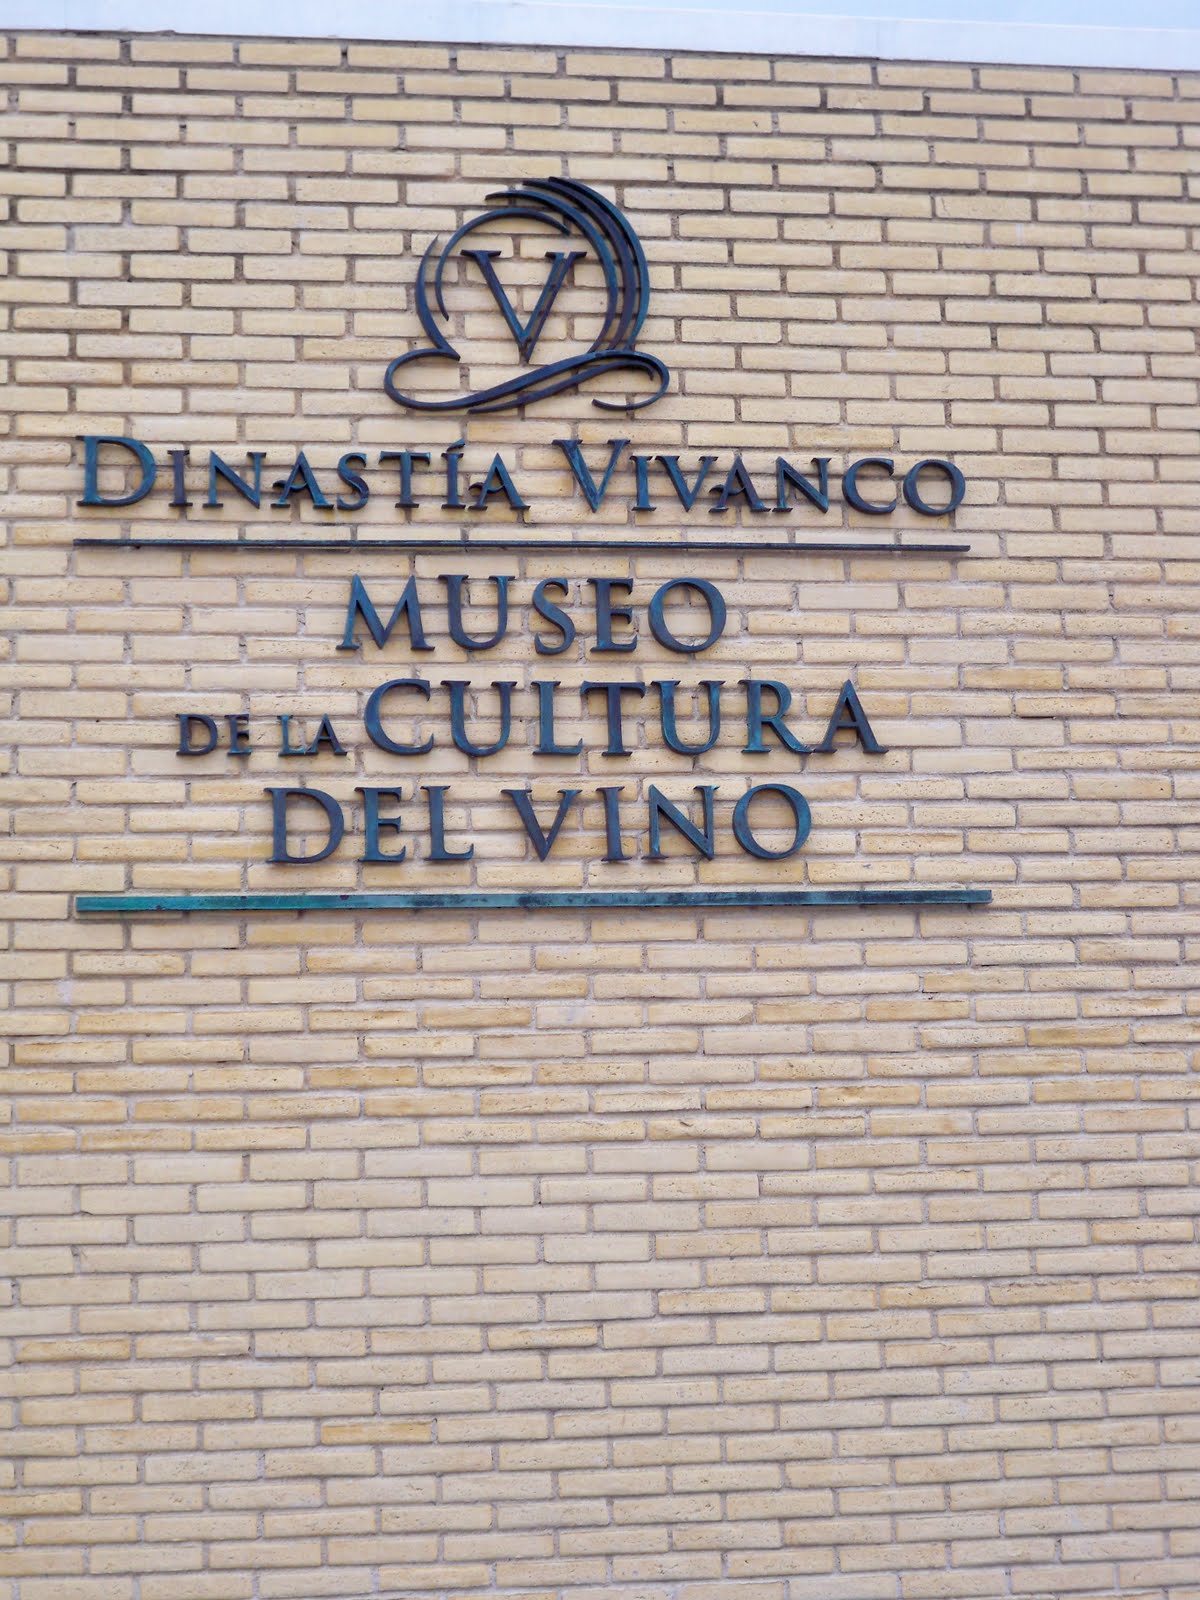 V
DINASTÍA VIVANCO
MUSEO
DE LA CULTURA
DEL VINO